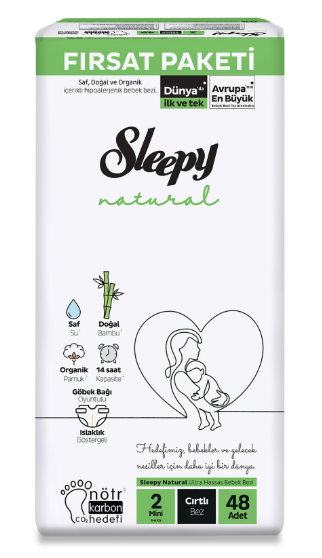 FIRSAT PAKETİ
Saf, Doğal ve Organik
içerikli hipoalerjenik bebek bezi.
Dünya'da
ilk ve tek
Avrupa'nın
En Büyük
Sleepy
natural
Saf
Su
Doğal
Bambu
Organik
Pamuk
14 saat
Kapasite
Göbek Bağı
Oyuntulu
Islaklık
Göstergeli
Hedefimiz, bebekler ve gelecek
nesiller için daha iyi bir dünya.
Sleepy Natural Ultra Hassas Bebek Bezi
nötr
karbon
CO₂ hedefi
2
Mini
Cırtlı
Bez
48
Adet